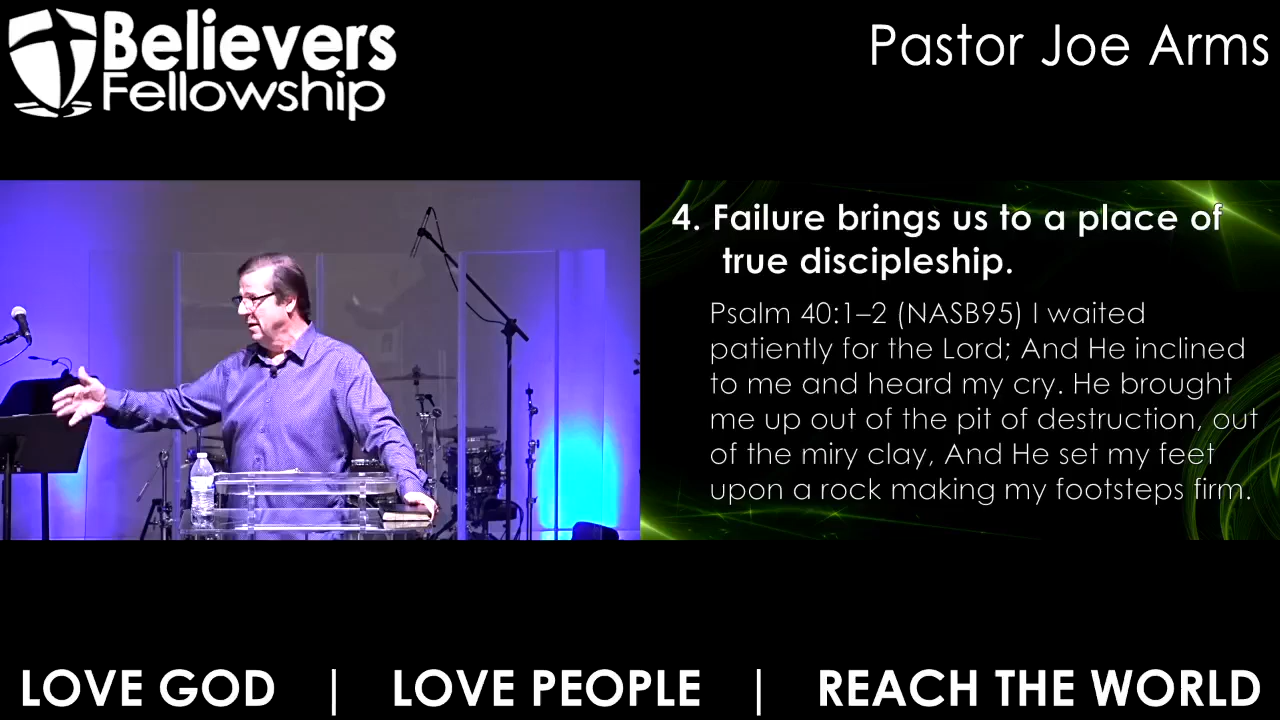 Believers
Fellowship
Pastor Joe Arms
4. Failure brings us to a place of
true discipleship.
Psalm 40:1–2 (NASB95) I waited
patiently for the Lord; And He inclined
to me and heard my cry. He brought
me up out of the pit of destruction, out
of the miry clay, And He set my feet
upon a rock making my footsteps firm.
LOVE GOD | LOVE PEOPLE | REACH THE WORLD